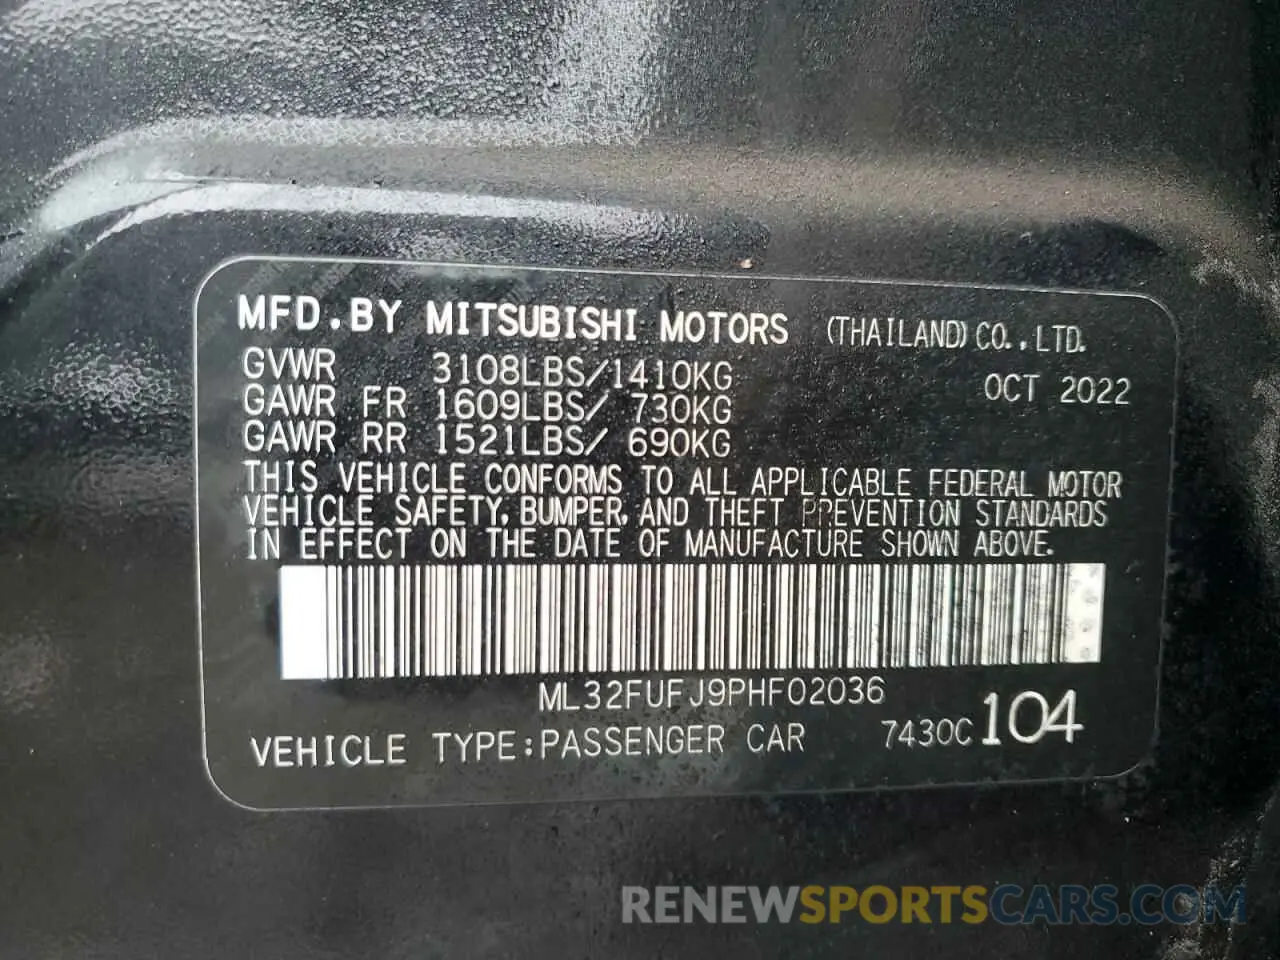 MFD.BY MITSUBISHI MOTORS (THAILAND) CO.,LTD.
GVWR 3108LBS/1410KG OCT 2022
GAWR FR 1609LBS/ 730KG
GAWR RR 1521LBS/ 690KG
THIS VEHICLE CONFORMS TO ALL APPLICABLE FEDERAL MOTOR
VEHICLE SAFETY, BUMPER, AND THEFT PREVENTION STANDARDS
IN EFFECT ON THE DATE OF MANUFACTURE SHOWN ABOVE.
ML32FUFJ9PHF02036
VEHICLE TYPE:PASSENGER CAR 7430C 104
RENEWSPORTSCARS.COM